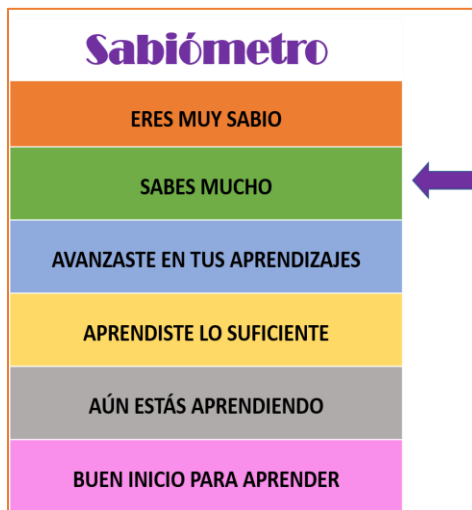 Sabiómetro
ERES MUY SABIO
SABES MUCHO
AVANZASTE EN TUS APRENDIZAJES
APRENDISTE LO SUFICIENTE
AÚN ESTÁS APRENDIENDO
BUEN INICIO PARA APRENDER